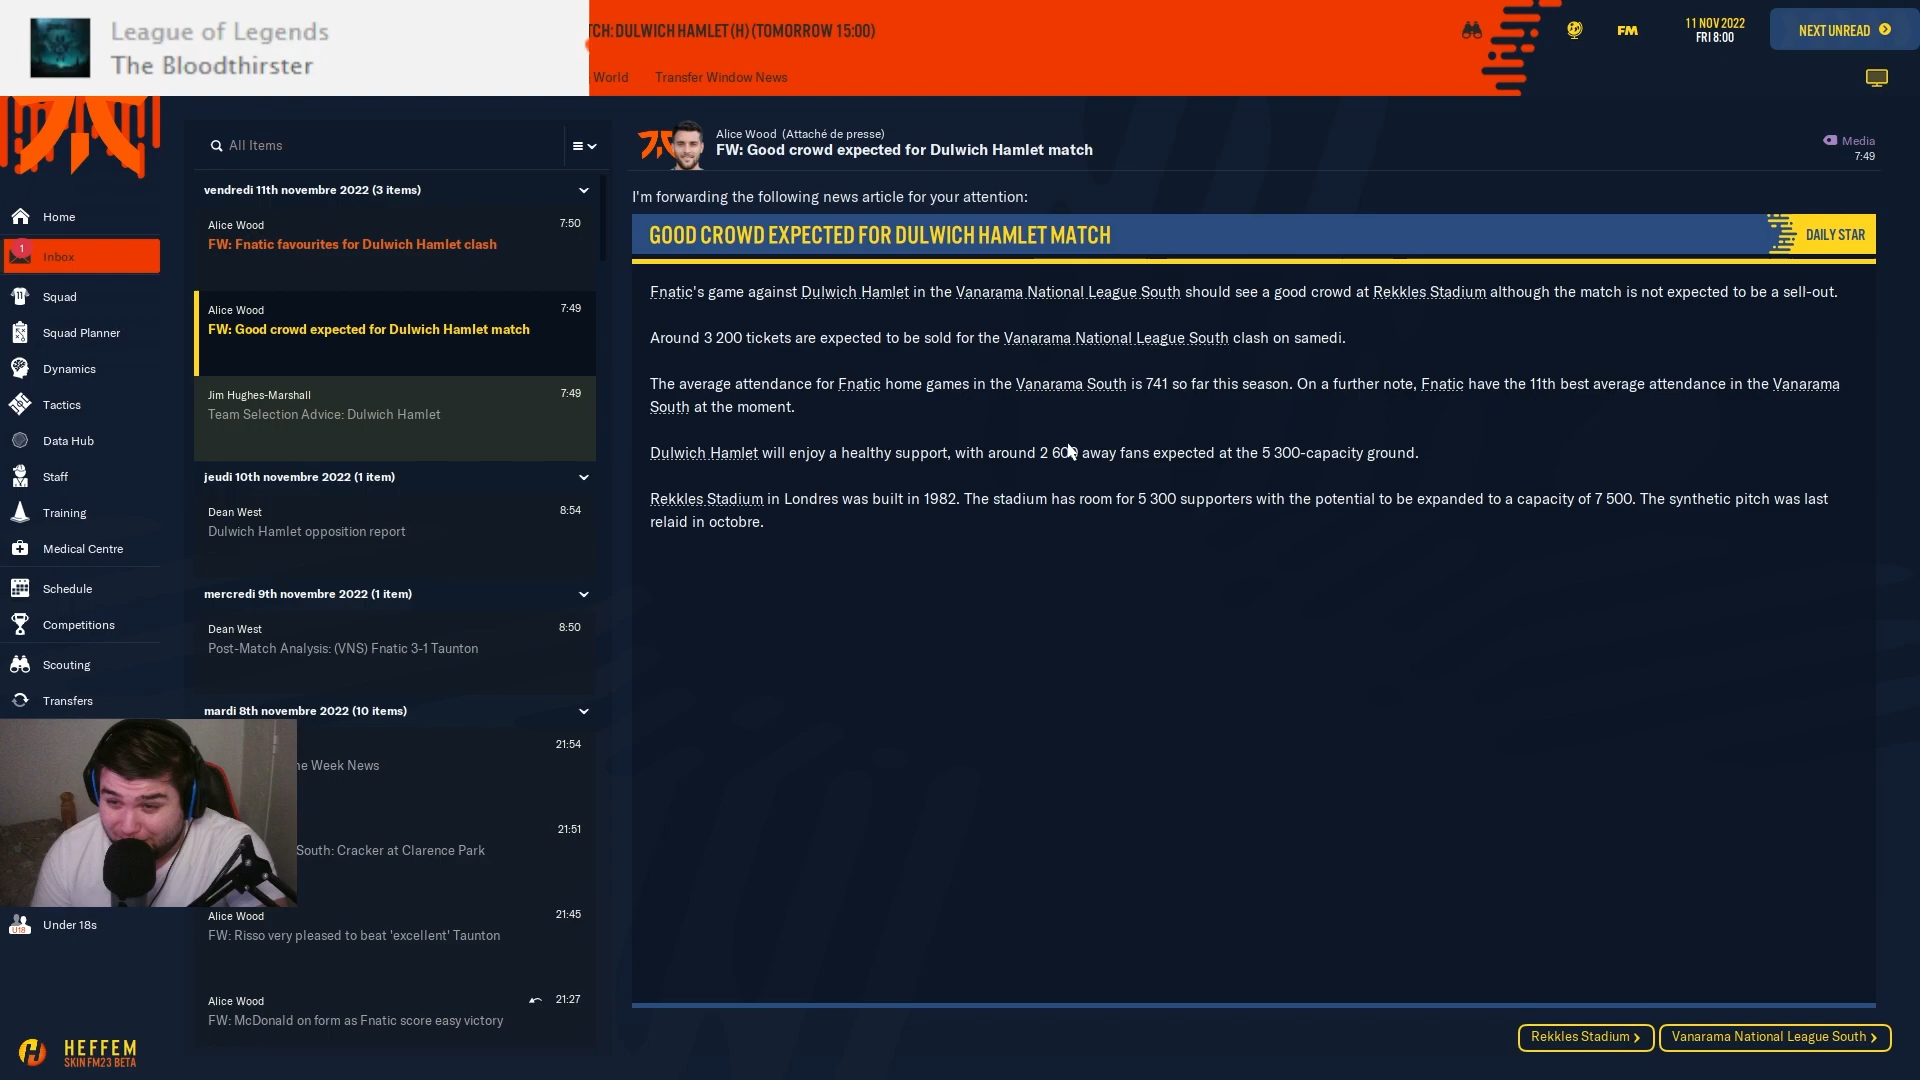 League of Legends
The Bloodthirster
TCH: DULWICH HAMLET (H) (TOMORROW 15:00)
World
Transfer Window News
FM
11 NOV 2022
FRI 8:00
NEXT UNREAD
Home
1
Inbox
Squad
Squad Planner
Dynamics
Tactics
Data Hub
Staff
Training
Medical Centre
Schedule
Competitions
Scouting
Transfers
U18
Under 18s
HEFFEM
SKIN FM23 BETA
All Items
vendredi 11th novembre 2022 (3 items)
Alice Wood 7:50
FW: Fnatic favourites for Dulwich Hamlet clash
Alice Wood 7:49
FW: Good crowd expected for Dulwich Hamlet match
Jim Hughes-Marshall 7:49
Team Selection Advice: Dulwich Hamlet
jeudi 10th novembre 2022 (1 item)
Dean West 8:54
Dulwich Hamlet opposition report
mercredi 9th novembre 2022 (1 item)
Dean West 8:50
Post-Match Analysis: (VNS) Fnatic 3-1 Taunton
mardi 8th novembre 2022 (10 items)
21:54
he Week News
21:51
South: Cracker at Clarence Park
Alice Wood 21:45
FW: Risso very pleased to beat 'excellent' Taunton
Alice Wood 21:27
FW: McDonald on form as Fnatic score easy victory
Alice Wood (Attaché de presse)
FW: Good crowd expected for Dulwich Hamlet match
Media
7:49
I'm forwarding the following news article for your attention:
GOOD CROWD EXPECTED FOR DULWICH HAMLET MATCH
DAILY STAR
Fnatic's game against Dulwich Hamlet in the Vanarama National League South should see a good crowd at Rekkles Stadium although the match is not expected to be a sell-out.
Around 3 200 tickets are expected to be sold for the Vanarama National League South clash on samedi.
The average attendance for Fnatic home games in the Vanarama South is 741 so far this season. On a further note, Fnatic have the 11th best average attendance in the Vanarama
South at the moment.
Dulwich Hamlet will enjoy a healthy support, with around 2 600 away fans expected at the 5 300-capacity ground.
Rekkles Stadium in Londres was built in 1982. The stadium has room for 5 300 supporters with the potential to be expanded to a capacity of 7 500. The synthetic pitch was last
relaid in octobre.
Rekkles Stadium
Vanarama National League South